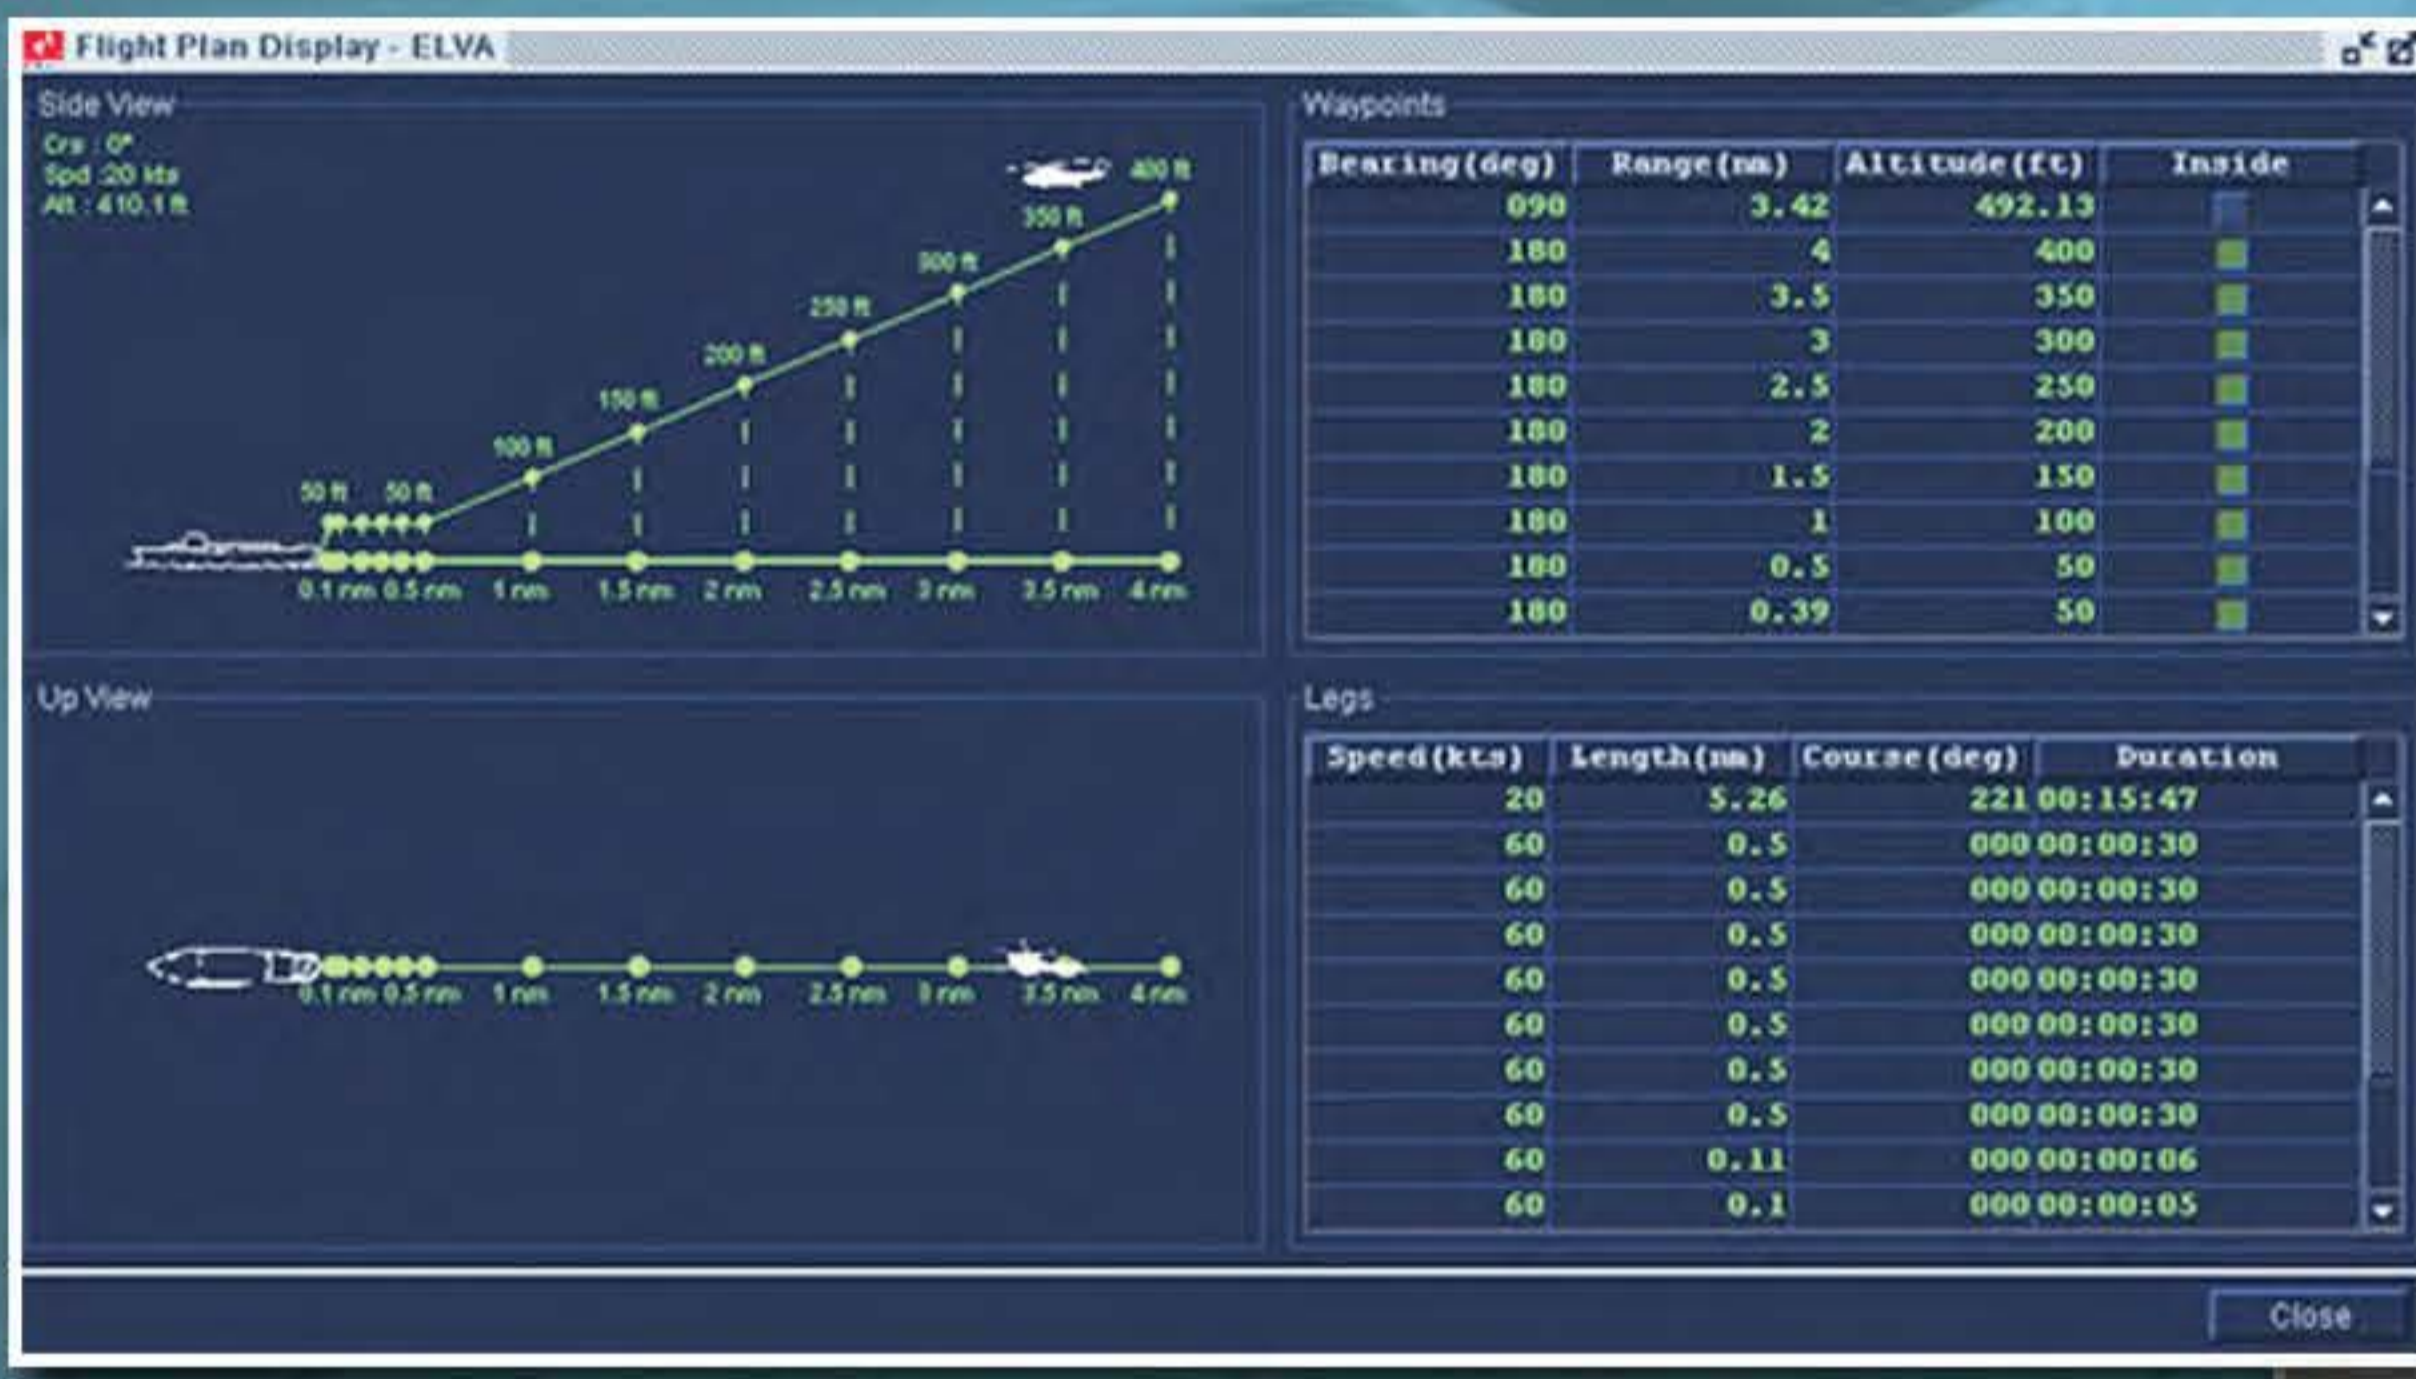 Flight Plan Display - ELVA
Side View
Crs : 0°
Spd :20 kts
Alt : 410.1 ft
400 ft
350 ft
300 ft
250 ft
200 ft
150 ft
100 ft
50 ft 50 ft
0.1 nm 0.5 nm 1 nm 1.5 nm 2 nm 2.5 nm 3 nm 3.5 nm 4 nm
Waypoints
Bearing(deg) Range(nm) Altitude(ft) Inside
090 3.42 492.13
180 4 400
180 3.5 350
180 3 300
180 2.5 250
180 2 200
180 1.5 150
180 1 100
180 0.5 50
180 0.39 50
Up View
0.1 nm 0.5 nm 1 nm 1.5 nm 2 nm 2.5 nm 3 nm 3.5 nm 4 nm
Legs
Speed(kts) Length(nm) Course(deg) Duration
20 5.26 221 00:15:47
60 0.5 000 00:00:30
60 0.5 000 00:00:30
60 0.5 000 00:00:30
60 0.5 000 00:00:30
60 0.5 000 00:00:30
60 0.5 000 00:00:30
60 0.5 000 00:00:30
60 0.11 000 00:00:06
60 0.1 000 00:00:05
Close